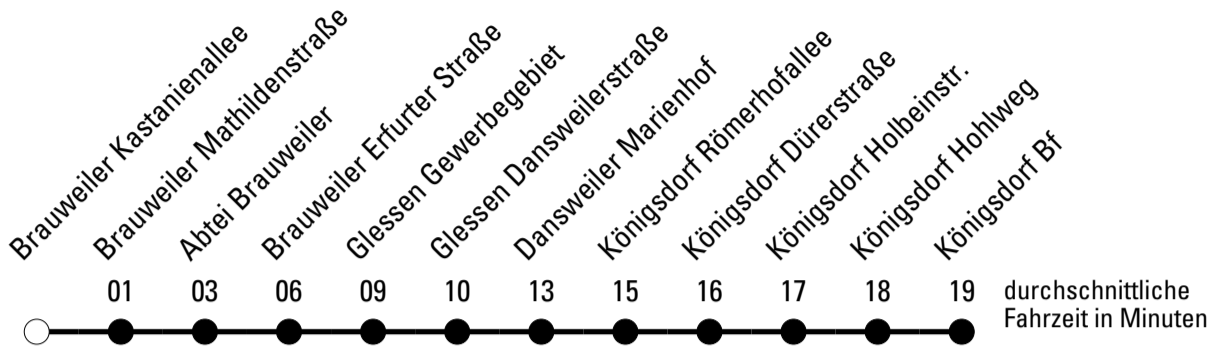 Brauweiler Kastanienallee
Brauweiler Mathildenstraße
Abtei Brauweiler
Brauweiler Erfurter Straße
Glessen Gewerbegebiet
Glessen Dansweilerstraße
Dansweiler Marienhof
Königsdorf Römerhofallee
Königsdorf Dürerstraße
Königsdorf Holbeinstr.
Königsdorf Hohlweg
Königsdorf Bf
01 03 06 09 10 13 15 16 17 18 19
durchschnittliche
Fahrzeit in Minuten